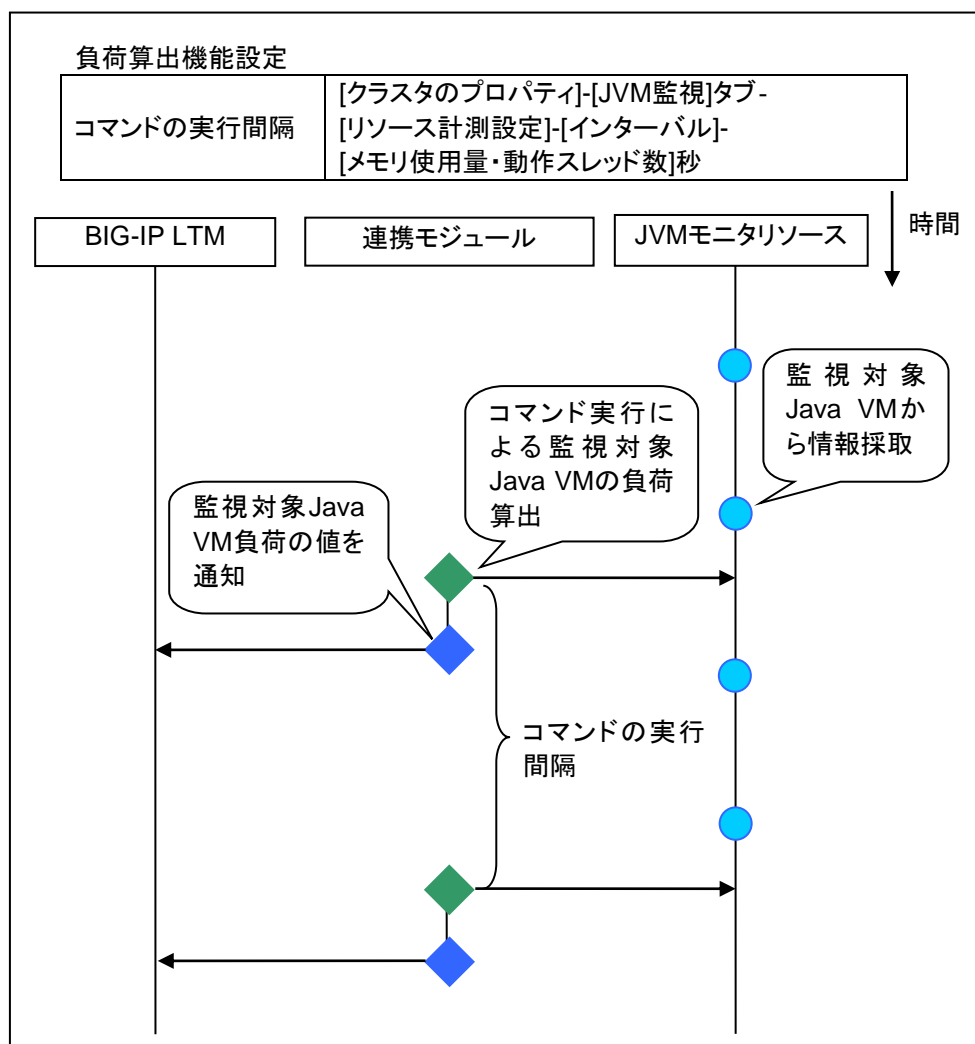 負荷算出機能設定
コマンドの実行間隔
[クラスタのプロパティ]-[JVM監視]タブ-
[リソース計測設定]-[インターバル]-
[メモリ使用量・動作スレッド数]秒
BIG-IP LTM
連携モジュール
JVMモニタリソース
時間
監視対象
Java VMか
ら情報採取
コマンド実行に
よる監視対象
Java VMの負荷
算出
監視対象Java
VM負荷の値を
通知
コマンドの実行
間隔